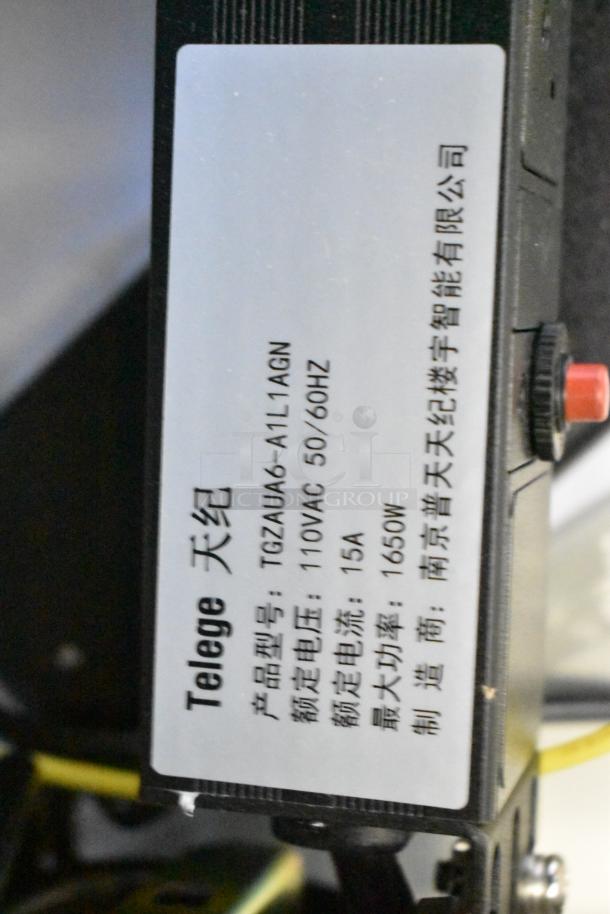 Telege 天纪
产品型号: TGZAUA6-A1L1AGN
额定电压: 110VAC 50/60HZ
额定电流: 15A
最大功率: 1650W
制 造 商: 南京普天天纪楼宇智能有限公司